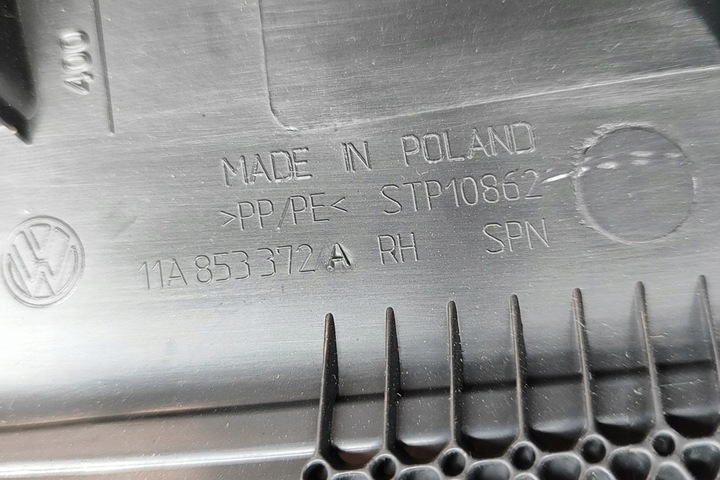 400
MADE IN POLAND
>PP/PE< STP10862
11A 853 372 A RH SPN